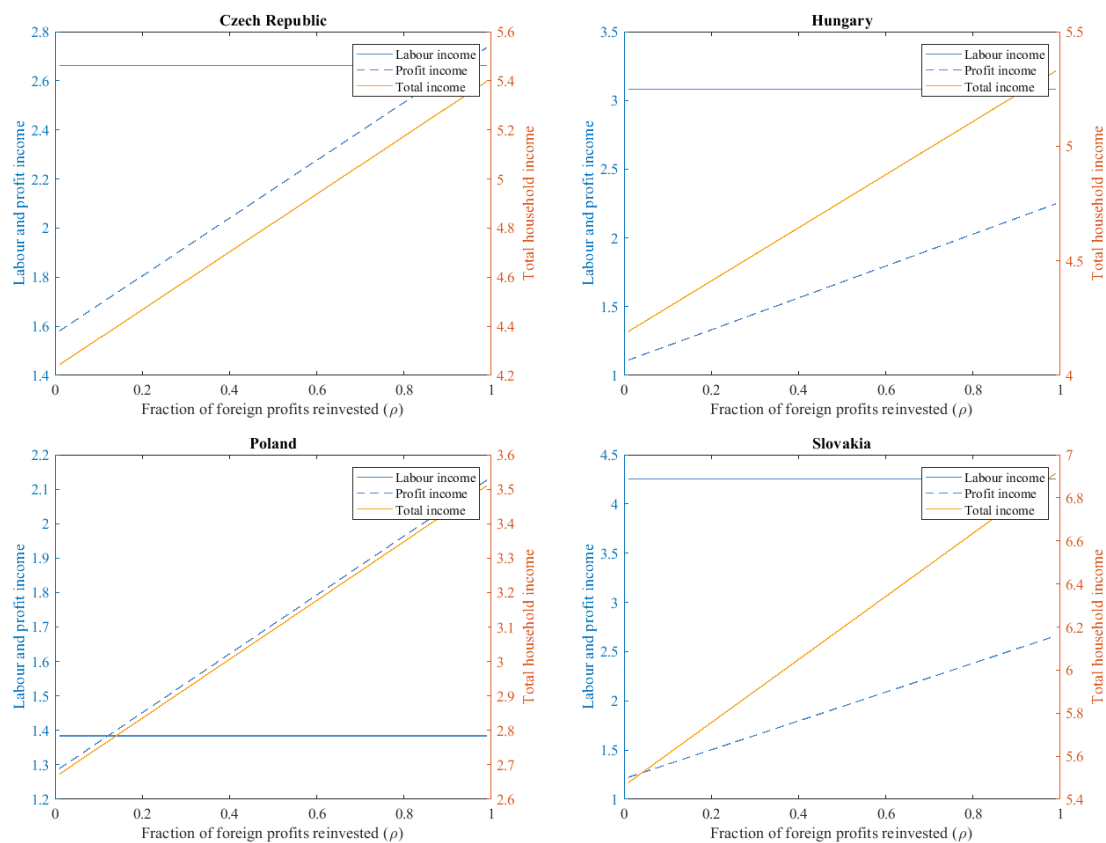 Czech Republic
2.8
2.6
2.4
2.2
2
1.8
1.6
1.4
Labour and profit income
5.6
5.4
5.2
5
4.8
4.6
4.4
4.2
Total household income
Labour income
Profit income
Total income
0 0.2 0.4 0.6 0.8 1
Fraction of foreign profits reinvested (ρ)
Hungary
3.5
3
2.5
2
1.5
1
Labour and profit income
5.5
5
4.5
4
Total household income
Labour income
Profit income
Total income
0 0.2 0.4 0.6 0.8 1
Fraction of foreign profits reinvested (ρ)
Poland
2.2
2.1
2
1.9
1.8
1.7
1.6
1.5
1.4
1.3
1.2
Labour and profit income
3.6
3.5
3.4
3.3
3.2
3.1
3
2.9
2.8
2.7
2.6
Total household income
Labour income
Profit income
Total income
0 0.2 0.4 0.6 0.8 1
Fraction of foreign profits reinvested (ρ)
Slovakia
4.5
4
3.5
3
2.5
2
1.5
1
Labour and profit income
7
6.8
6.6
6.4
6.2
6
5.8
5.6
5.4
Total household income
Labour income
Profit income
Total income
0 0.2 0.4 0.6 0.8 1
Fraction of foreign profits reinvested (ρ)